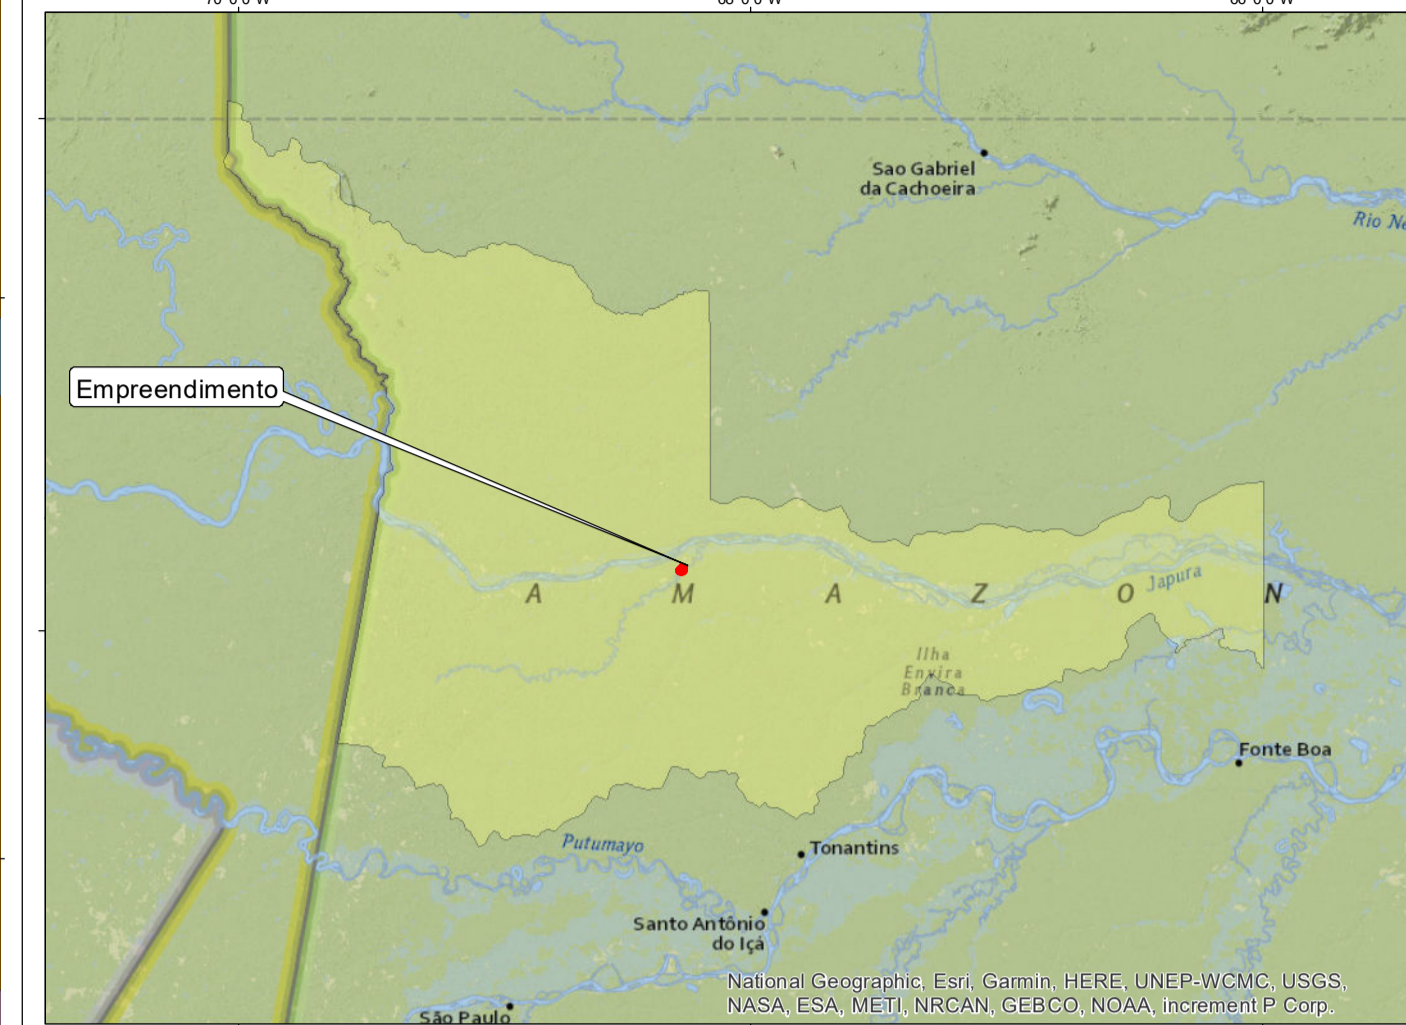 Sao Gabriel
da Cachoeira
Rio Ne
Empreendimento
A M A Z O N
Japura
Ilha
Envira
Branca
Fonte Boa
Putumayo
Tonantins
Santo Antônio
do Içá
São Paulo
National Geographic, Esri, Garmin, HERE, UNEP-WCMC, USGS,
NASA, ESA, METI, NRCAN, GEBCO, NOAA, increment P Corp.